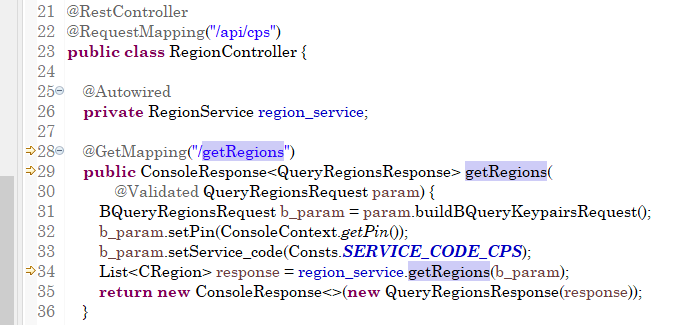 21 @RestController
22 @RequestMapping("/api/cps")
23 public class RegionController {
24
25 @Autowired
26 private RegionService region_service;
27
28 @GetMapping("/getRegions")
29 public ConsoleResponse<QueryRegionsResponse> getRegions(
30 @Validated QueryRegionsRequest param) {
31 BQueryRegionsRequest b_param = param.buildBQueryKeypairsRequest();
32 b_param.setPin(ConsoleContext.getPin());
33 b_param.setService_code(Consts.SERVICE_CODE_CPS);
34 List<CRegion> response = region_service.getRegions(b_param);
35 return new ConsoleResponse<>(new QueryRegionsResponse(response));
36 }